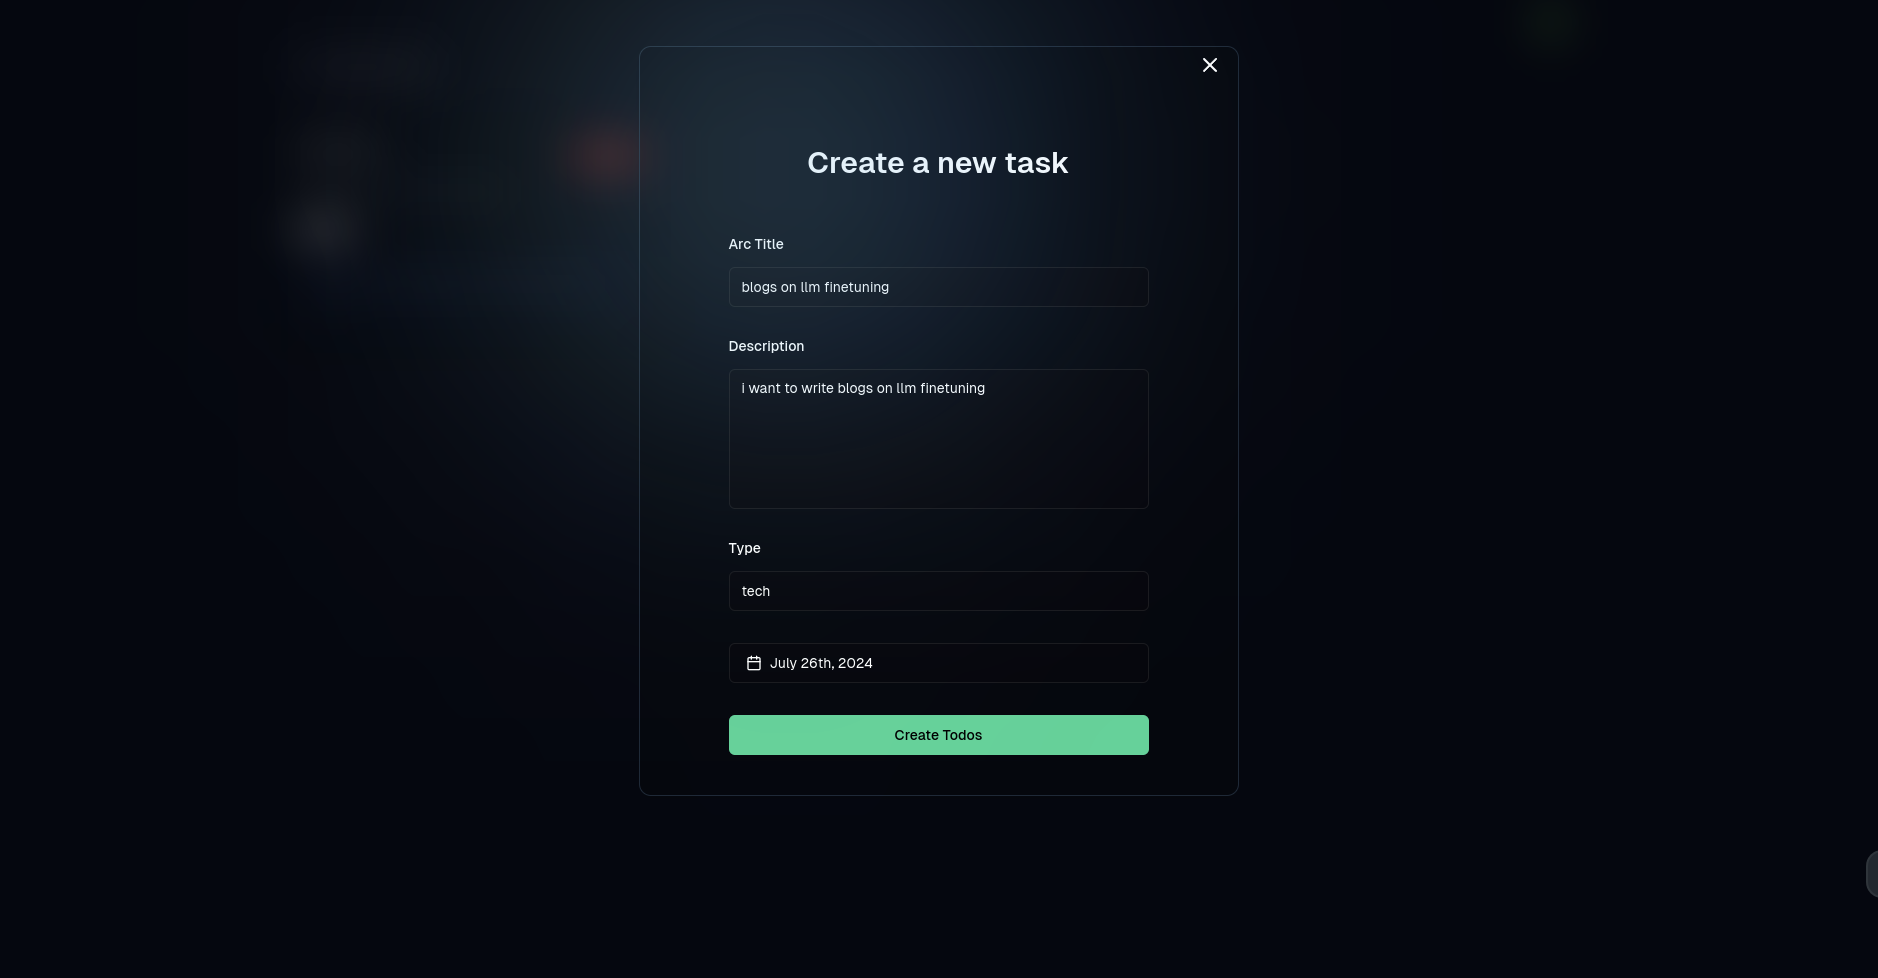 Create a new task
Arc Title
blogs on llm finetuning
Description
i want to write blogs on llm finetuning
Type
tech
July 26th, 2024
Create Todos